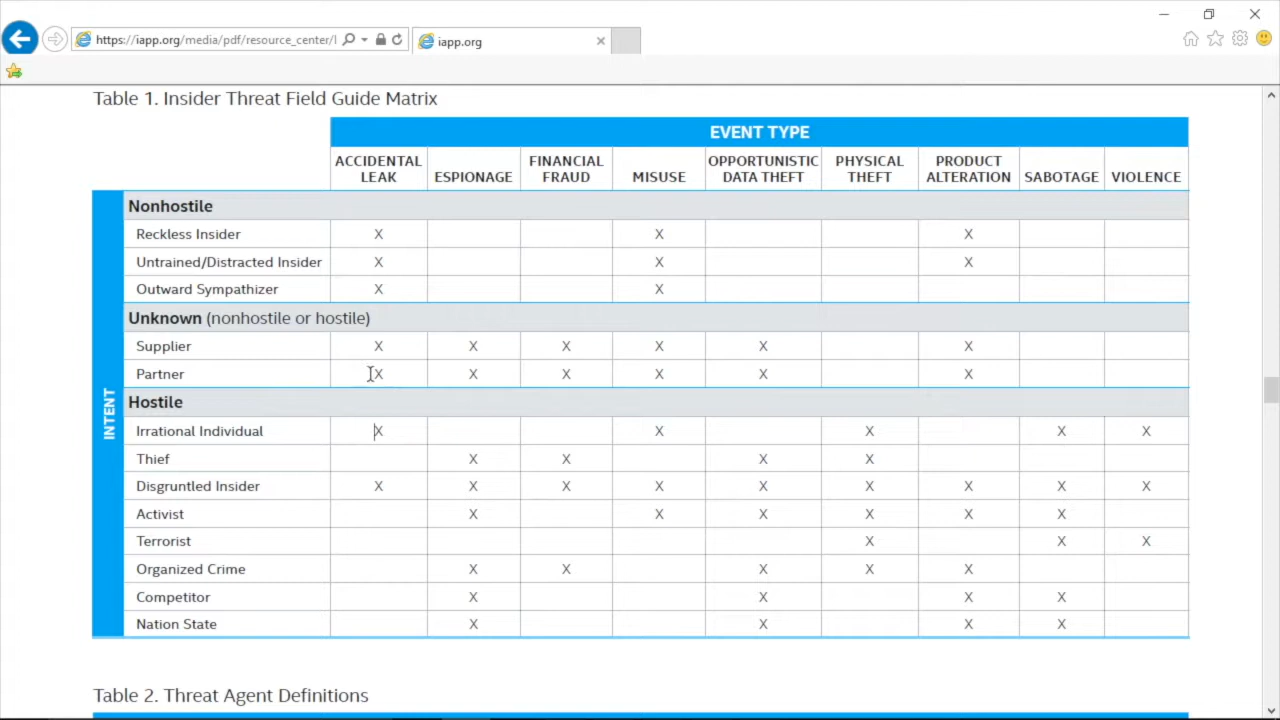 https://iapp.org/media/pdf/resource_center/I
iapp.org
Table 1. Insider Threat Field Guide Matrix
EVENT TYPE
ACCIDENTAL LEAK ESPIONAGE FINANCIAL FRAUD MISUSE OPPORTUNISTIC DATA THEFT PHYSICAL THEFT PRODUCT ALTERATION SABOTAGE VIOLENCE
INTENT
Nonhostile
Reckless Insider X X X
Untrained/Distracted Insider X X X
Outward Sympathizer X X
Unknown (nonhostile or hostile)
Supplier X X X X X X
Partner X X X X X X
Hostile
Irrational Individual X X X X X
Thief X X X X
Disgruntled Insider X X X X X X X X X
Activist X X X X X X
Terrorist X X X
Organized Crime X X X X X
Competitor X X X X
Nation State X X X X
Table 2. Threat Agent Definitions